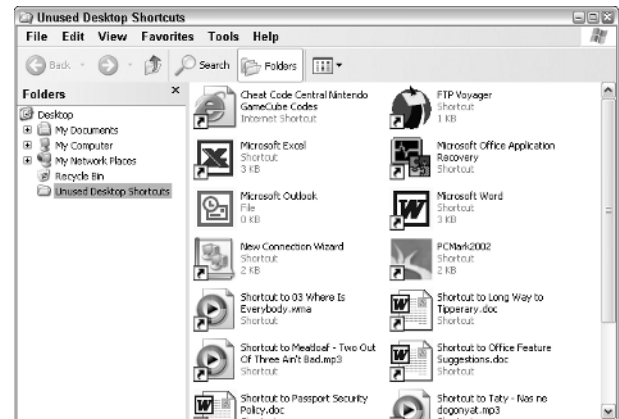 Unused Desktop Shortcuts
File Edit View Favorites Tools Help
Back Search Folders
Folders
Desktop
My Documents
My Computer
My Network Places
Recycle Bin
Unused Desktop Shortcuts
Cheat Code Central Nintendo
GameCube Codes
Internet Shortcut
FTP Voyager
Shortcut
1 KB
Microsoft Excel
Shortcut
3 KB
Microsoft Office Application
Recovery
Shortcut
Microsoft Outlook
File
0 KB
Microsoft Word
Shortcut
3 KB
New Connection Wizard
Shortcut
2 KB
PCMark2002
Shortcut
2 KB
Shortcut to 03 Where Is
Everybody.wma
Shortcut
Shortcut to Long Way to
Tipperary.doc
Shortcut
Shortcut to Meatloaf - Two Out
Of Three Ain't Bad.mp3
Shortcut
Shortcut to Office Feature
Suggestions.doc
Shortcut
Shortcut to Passport Security
Policy.doc
Shortcut to Taty - Nas ne
dogonyat.mp3